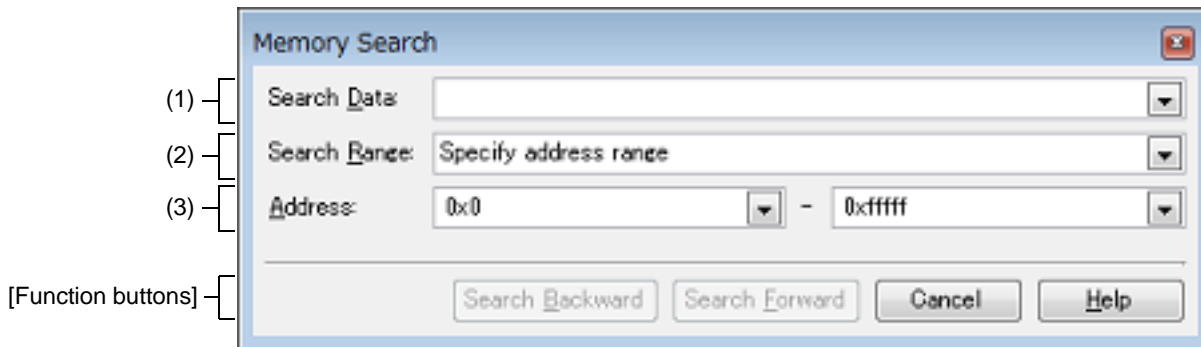 Memory Search
(1) Search Data:
(2) Search Range: Specify address range
(3) Address: 0x0 - 0xfffff
[Function buttons] Search Backward Search Forward Cancel Help